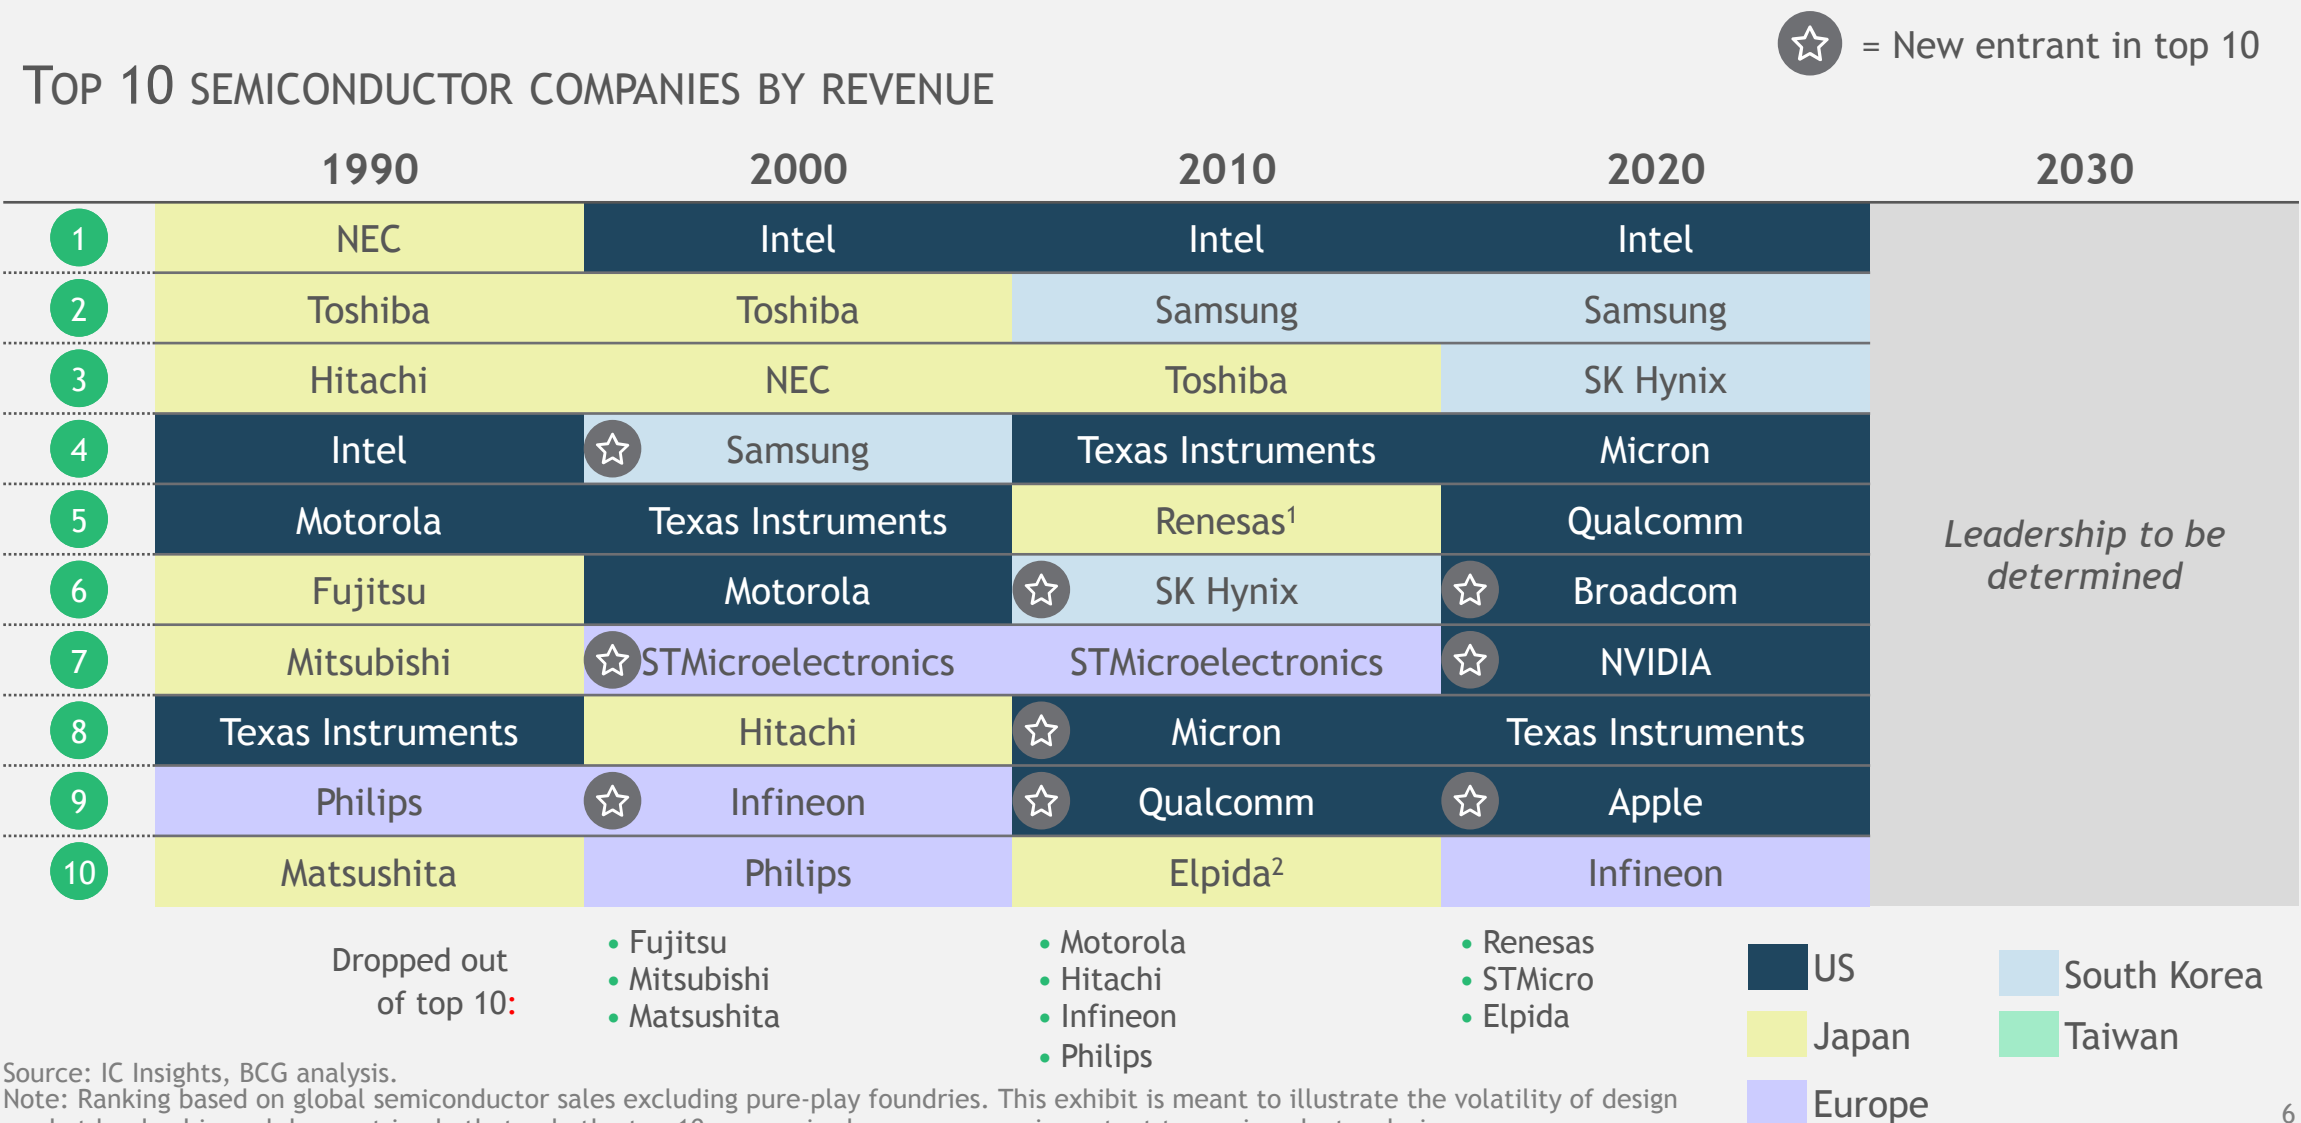 = New entrant in top 10
TOP 10 SEMICONDUCTOR COMPANIES BY REVENUE
1990 2000 2010 2020 2030
1 NEC Intel Intel Intel
2 Toshiba Toshiba Samsung Samsung
3 Hitachi NEC Toshiba SK Hynix
4 Intel Samsung Texas Instruments Micron
5 Motorola Texas Instruments Renesas¹ Qualcomm
Leadership to be
determined
6 Fujitsu Motorola SK Hynix Broadcom
7 Mitsubishi STMicroelectronics STMicroelectronics NVIDIA
8 Texas Instruments Hitachi Micron Texas Instruments
9 Philips Infineon Qualcomm Apple
10 Matsushita Philips Elpida² Infineon
Dropped out
of top 10:
• Fujitsu
• Mitsubishi
• Matsushita
• Motorola
• Hitachi
• Infineon
• Philips
• Renesas
• STMicro
• Elpida
US
South Korea
Japan
Taiwan
Europe
Source: IC Insights, BCG analysis.
Note: Ranking based on global semiconductor sales excluding pure-play foundries. This exhibit is meant to illustrate the volatility of design
6